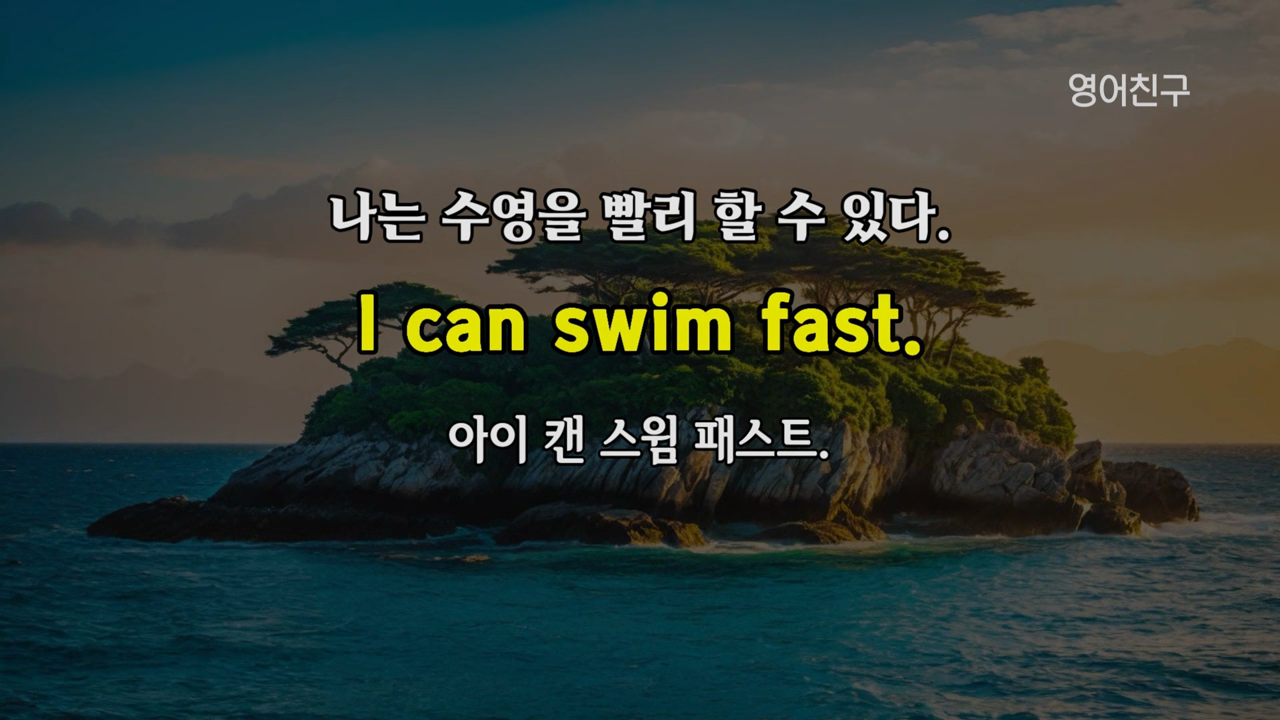 영어친구
나는 수영을 빨리 할 수 있다.
I can swim fast.
아이 캔 스윔 패스트.